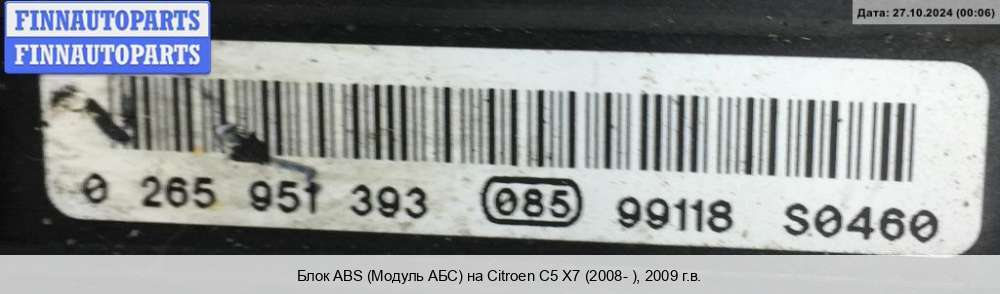 FINNAUTOPARTS
FINNAUTOPARTS
Дата: 27.10.2024 (00:06)
0 265 951 393 085 99118 S0460
Блок ABS (Модуль АБС) на Citroen C5 X7 (2008- ), 2009 г.в.